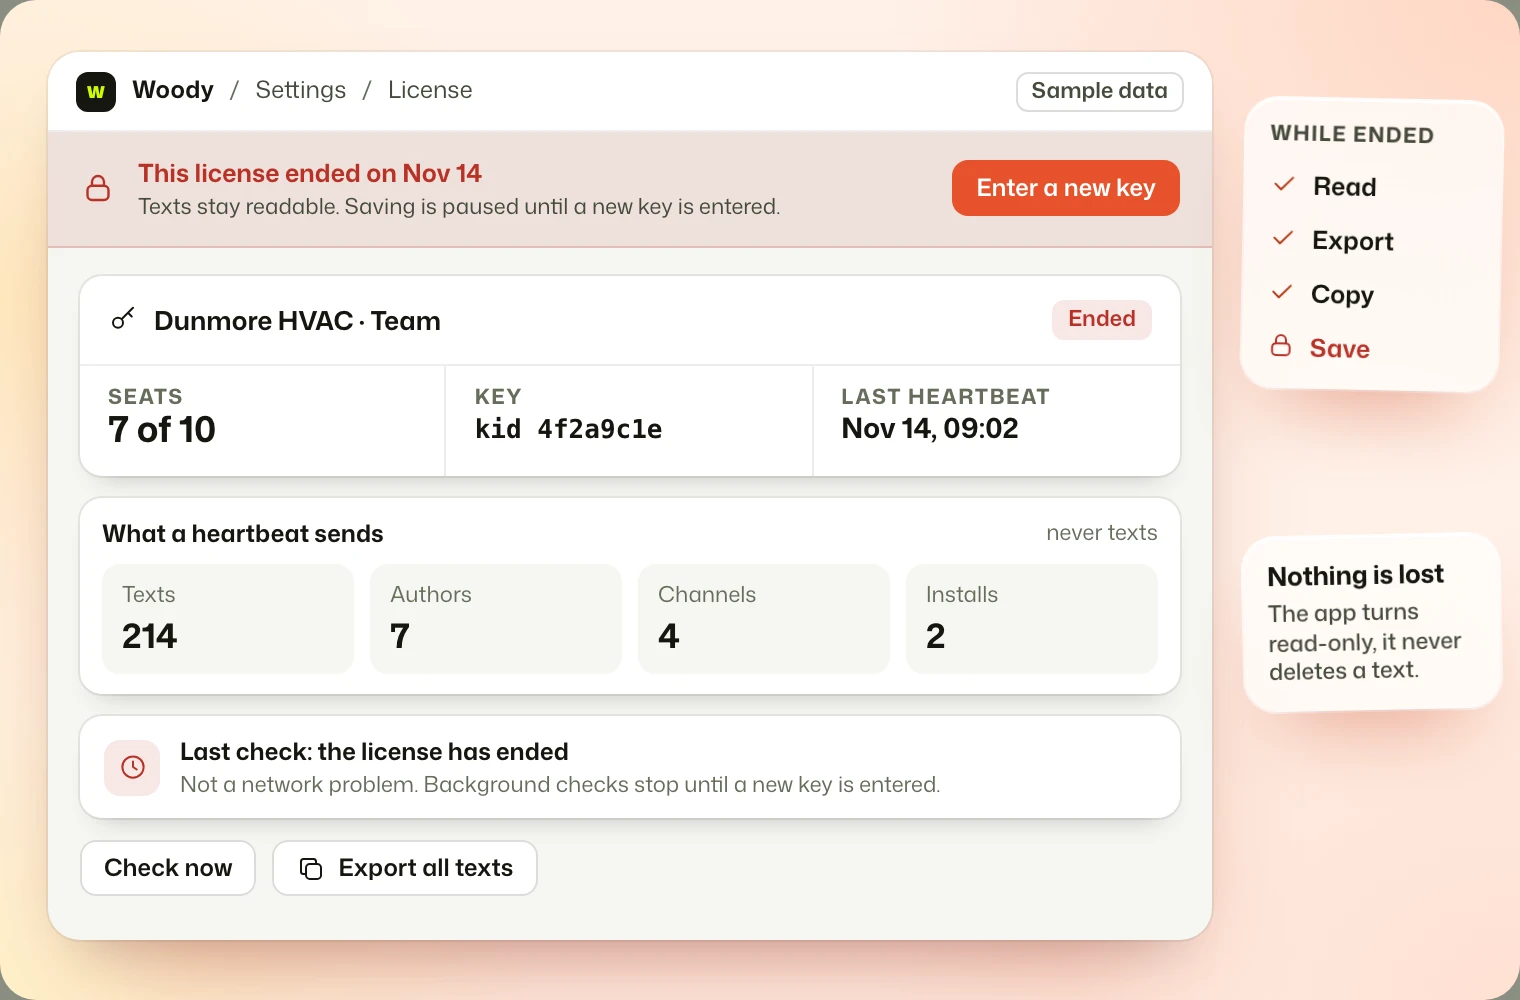 w Woody / Settings / License
Sample data
This license ended on Nov 14
Texts stay readable. Saving is paused until a new key is entered.
Enter a new key
Dunmore HVAC · Team
Ended
SEATS
7 of 10
KEY
kid 4f2a9c1e
LAST HEARTBEAT
Nov 14, 09:02
What a heartbeat sends
never texts
Texts
214
Authors
7
Channels
4
Installs
2
Last check: the license has ended
Not a network problem. Background checks stop until a new key is entered.
Check now
Export all texts
WHILE ENDED
Read
Export
Copy
Save
Nothing is lost
The app turns
read-only, it never
deletes a text.